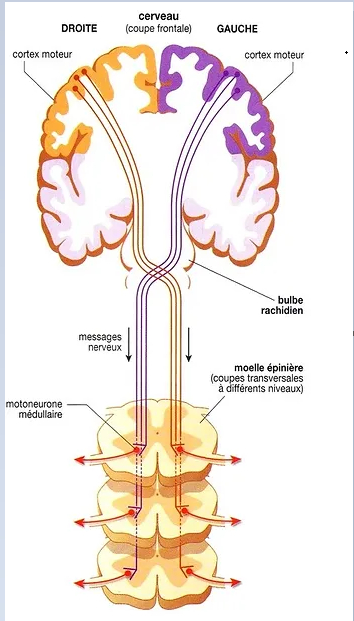 cerveau
(coupe frontale)
DROITE
GAUCHE
cortex moteur
cortex moteur
bulbe
rachidien
messages
nerveux
moelle épinière
(coupes transversales
à différents niveaux)
motoneurone
médullaire